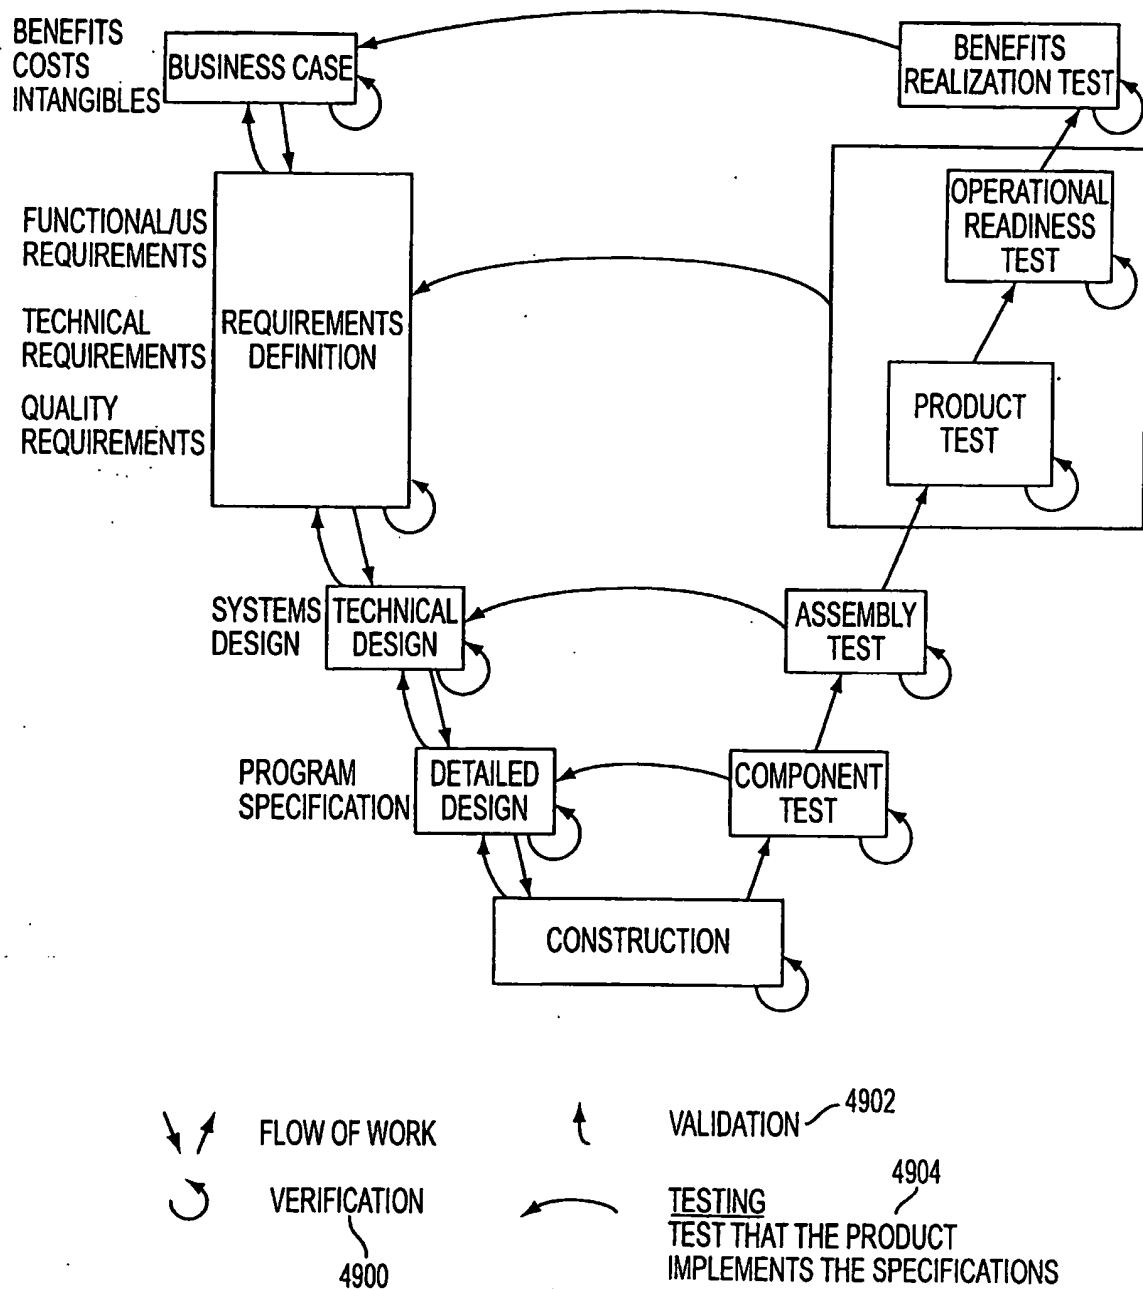 BENEFITS
COSTS
INTANGIBLES
BUSINESS CASE
BENEFITS
REALIZATION TEST
OPERATIONAL
READINESS
TEST
FUNCTIONAL/US
REQUIREMENTS
TECHNICAL
REQUIREMENTS
QUALITY
REQUIREMENTS
REQUIREMENTS
DEFINITION
PRODUCT
TEST
SYSTEMS
DESIGN
TECHNICAL
DESIGN
ASSEMBLY
TEST
PROGRAM
SPECIFICATION
DETAILED
DESIGN
COMPONENT
TEST
CONSTRUCTION
FLOW OF WORK
VALIDATION
4902
VERIFICATION
4900
4904
TESTING
TEST THAT THE PRODUCT
IMPLEMENTS THE SPECIFICATIONS